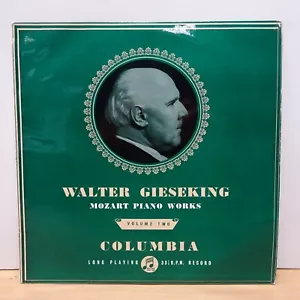 WALTER GIESEKING
MOZART PIANO WORKS
VOLUME TWO
COLUMBIA
LONG PLAYING 33⅓ R.P.M. RECORD